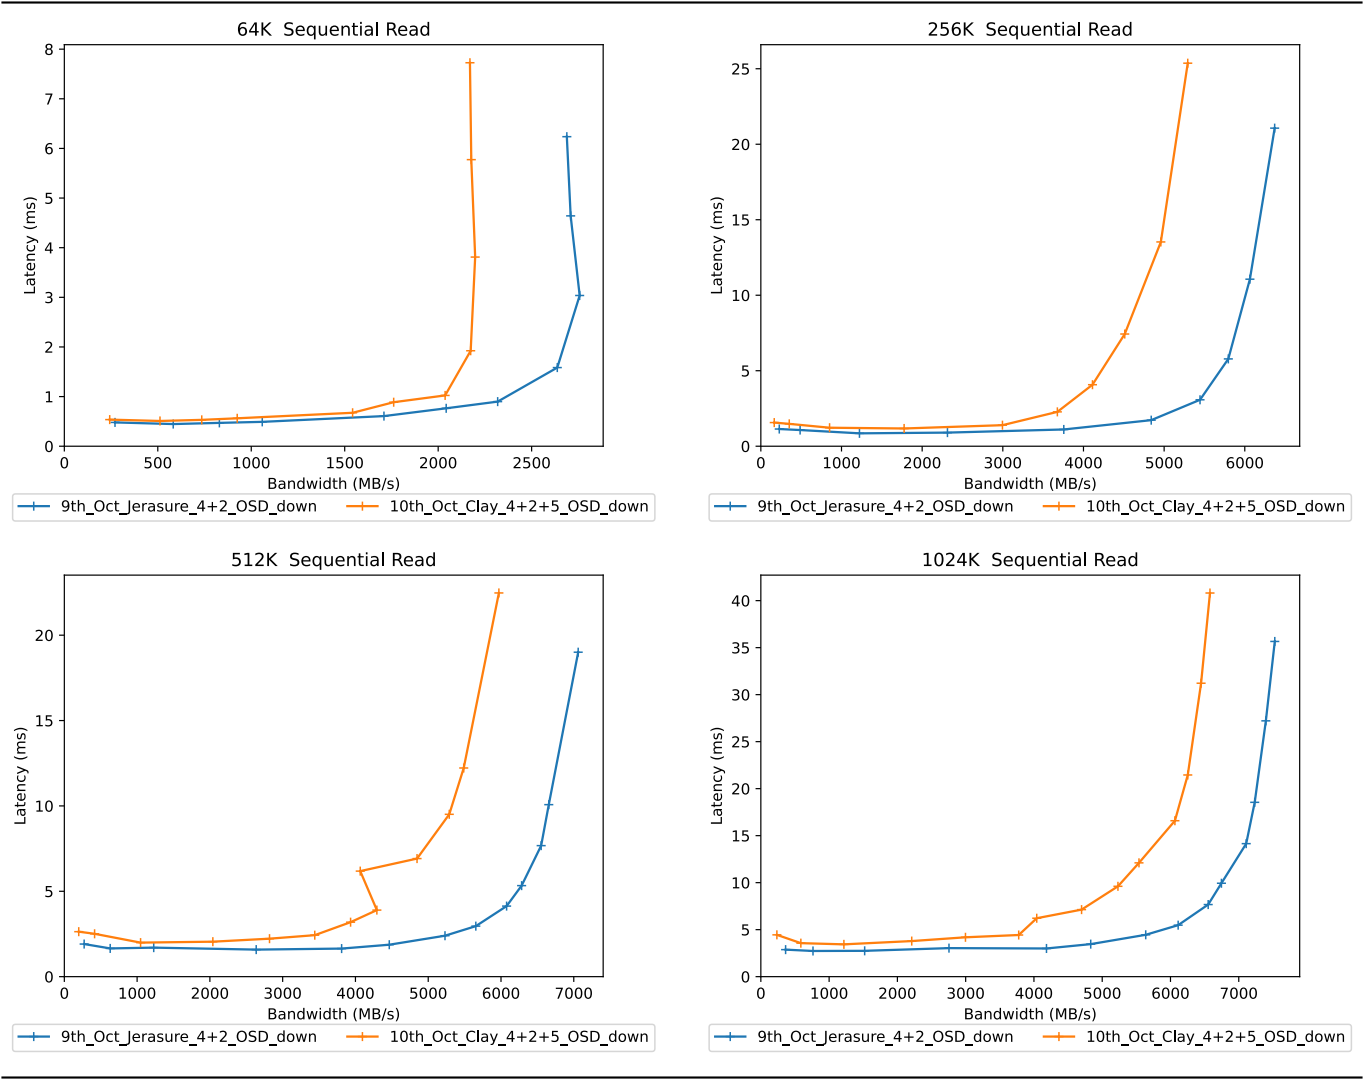 64K  Sequential Read
8
7
6
5
4
3
2
1
0
Latency (ms)
0 500 1000 1500 2000 2500
Bandwidth (MB/s)
9th_Oct_Jerasure_4+2_OSD_down 10th_Oct_Clay_4+2+5_OSD_down
256K  Sequential Read
25
20
15
10
5
0
Latency (ms)
0 1000 2000 3000 4000 5000 6000
Bandwidth (MB/s)
9th_Oct_Jerasure_4+2_OSD_down 10th_Oct_Clay_4+2+5_OSD_down
512K  Sequential Read
20
15
10
5
0
Latency (ms)
0 1000 2000 3000 4000 5000 6000 7000
Bandwidth (MB/s)
9th_Oct_Jerasure_4+2_OSD_down 10th_Oct_Clay_4+2+5_OSD_down
1024K  Sequential Read
40
35
30
25
20
15
10
5
0
Latency (ms)
0 1000 2000 3000 4000 5000 6000 7000
Bandwidth (MB/s)
9th_Oct_Jerasure_4+2_OSD_down 10th_Oct_Clay_4+2+5_OSD_down